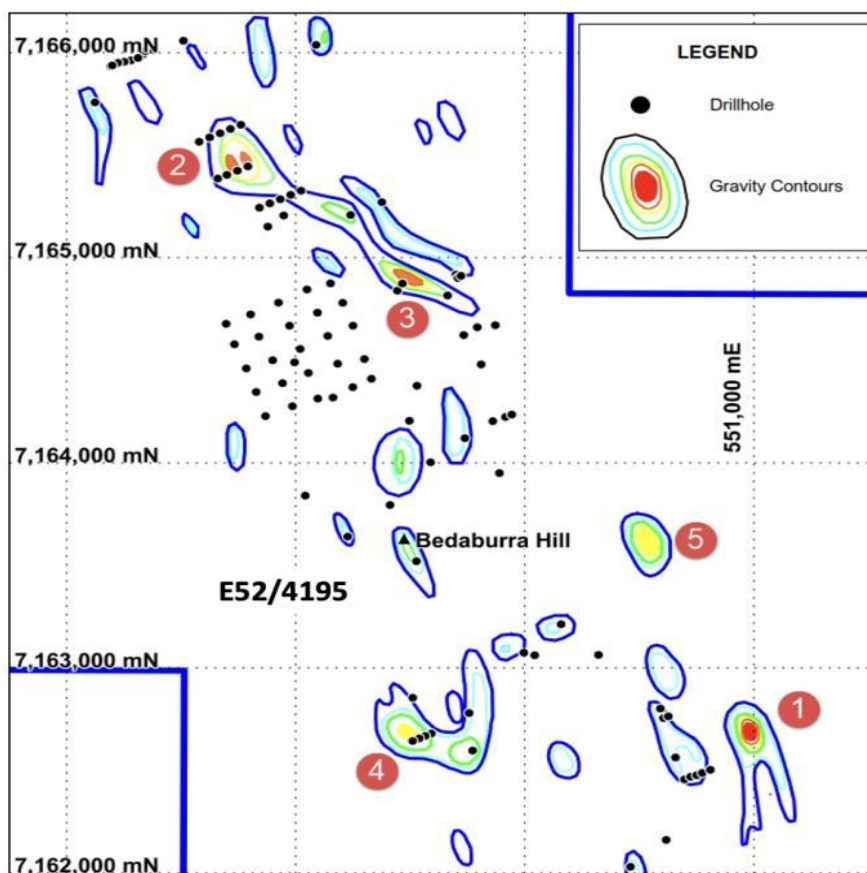 7,166,000 mN
LEGEND
Drillhole
Gravity Contours
2
7,165,000 mN
3
551,000 mE
7,164,000 mN
Bedaburra Hill
5
E52/4195
7,163,000 mN
1
4
7,162,000 mN